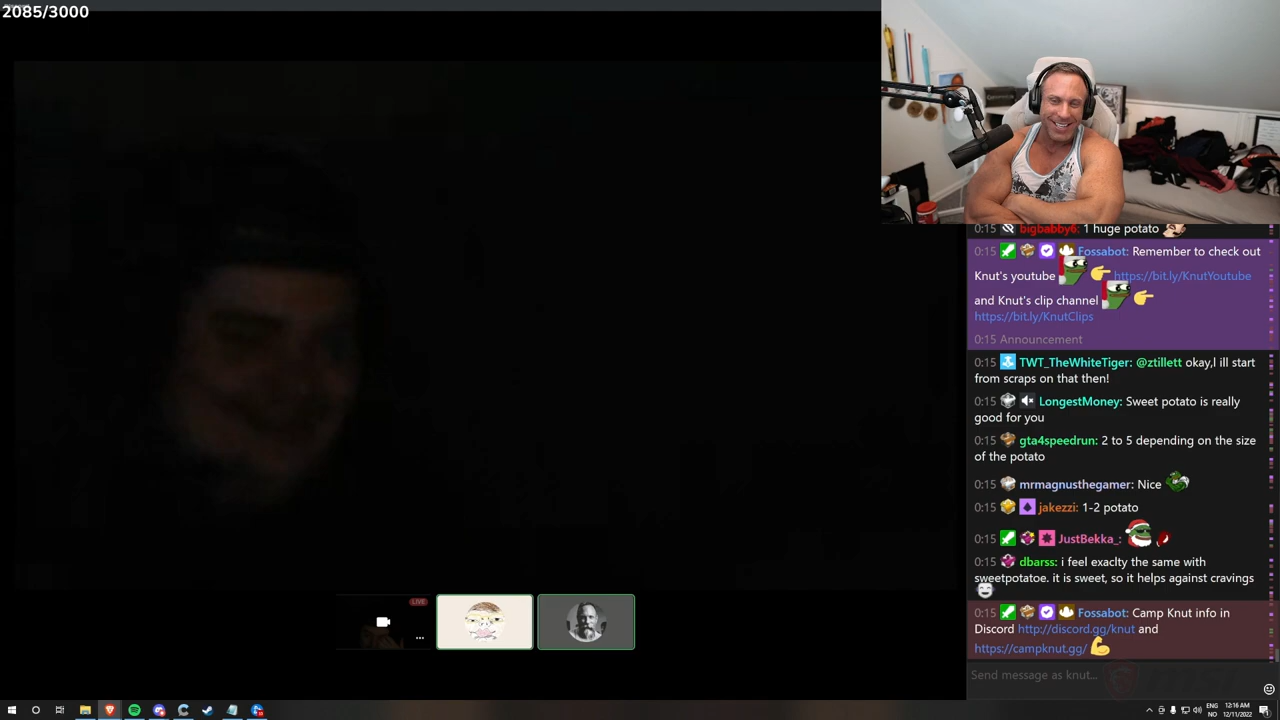 2085/3000
LIVE
0:15 bigbabby6: 1 huge potato
0:15 Fossabot: Remember to check out
Knut's youtube https://bit.ly/KnutYoutube
and Knut's clip channel
https://bit.ly/KnutClips
0:15 Announcement
0:15 TWT_TheWhiteTiger: @ztillett okay,l ill start
from scraps on that then!
0:15 LongestMoney: Sweet potato is really
good for you
0:15 gta4speedrun: 2 to 5 depending on the size
of the potato
0:15 mrmagnusthegamer: Nice
0:15 jakezzi: 1-2 potato
0:15 JustBekka_:
0:15 dbarss: i feel exaclty the same with
sweetpotatoe. it is sweet, so it helps against cravings
0:15 Fossabot: Camp Knut info in
Discord http://discord.gg/knut and
https://campknut.gg/
Send message as knut...
ENG
NO
12:16 AM
12/11/2022